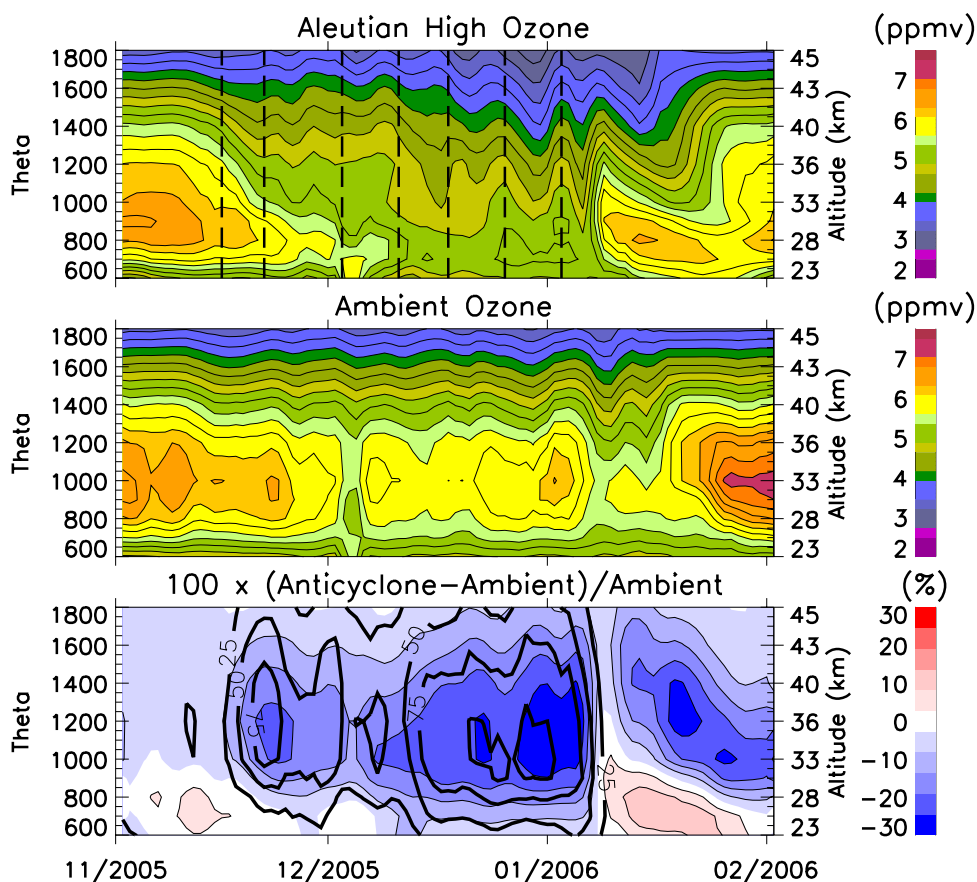 Aleutian High Ozone (ppmv)
1800 45
1600 43 7
1400 40 6
1200 36 5
1000 33 4
800 28 3
600 23 2
Theta
Altitude (km)
Ambient Ozone (ppmv)
1800 45
1600 43 7
1400 40 6
1200 36 5
1000 33 4
800 28 3
600 23 2
Theta
Altitude (km)
100 x (Anticyclone−Ambient)/Ambient (%)
1800 45 30
1600 43 20
1400 40 10
1200 36 0
1000 33 −10
800 28 −20
600 23 −30
Theta
Altitude (km)
25
50
75
50
75
25
11/2005 12/2005 01/2006 02/2006